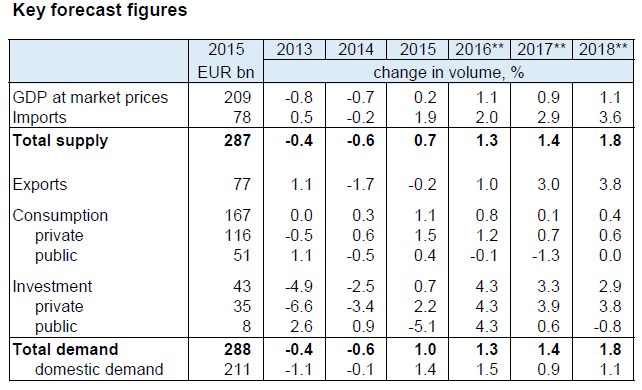 Key forecast figures
2015 2013 2014 2015 2016** 2017** 2018**
EUR bn change in volume, %
GDP at market prices 209 -0.8 -0.7 0.2 1.1 0.9 1.1
Imports 78 0.5 -0.2 1.9 2.0 2.9 3.6
Total supply 287 -0.4 -0.6 0.7 1.3 1.4 1.8
Exports 77 1.1 -1.7 -0.2 1.0 3.0 3.8
Consumption 167 0.0 0.3 1.1 0.8 0.1 0.4
private 116 -0.5 0.6 1.5 1.2 0.7 0.6
public 51 1.1 -0.5 0.4 -0.1 -1.3 0.0
Investment 43 -4.9 -2.5 0.7 4.3 3.3 2.9
private 35 -6.6 -3.4 2.2 4.3 3.9 3.8
public 8 2.6 0.9 -5.1 4.3 0.6 -0.8
Total demand 288 -0.4 -0.6 1.0 1.3 1.4 1.8
domestic demand 211 -1.1 -0.1 1.4 1.5 0.9 1.1